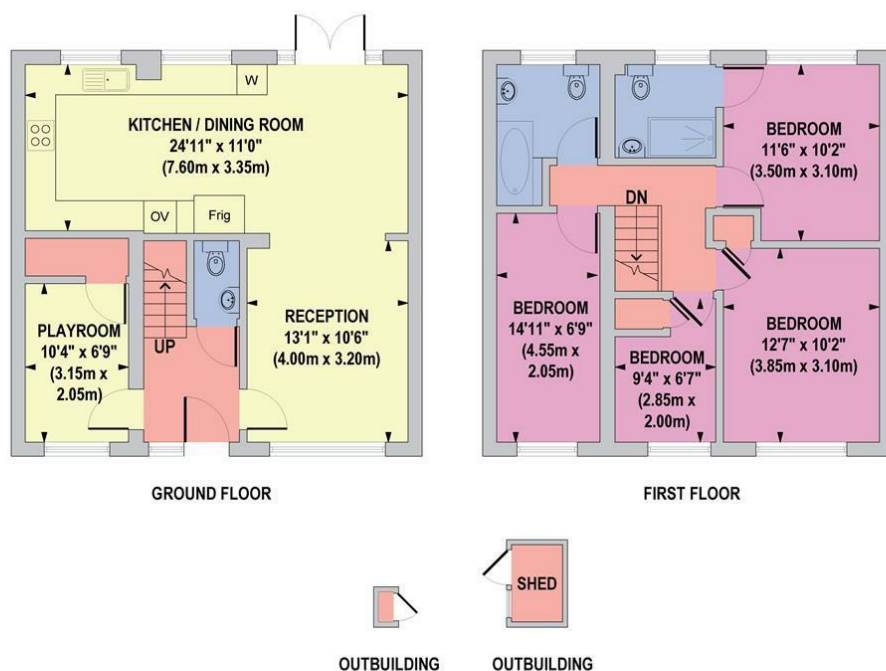 W
KITCHEN / DINING ROOM
24'11" x 11'0"
(7.60m x 3.35m)
OV
Frig
PLAYROOM
10'4" x 6'9"
(3.15m x
2.05m)
UP
RECEPTION
13'1" x 10'6"
(4.00m x 3.20m)
GROUND FLOOR
BEDROOM
11'6" x 10'2"
(3.50m x 3.10m)
DN
BEDROOM
14'11" x 6'9"
(4.55m x
2.05m)
BEDROOM
9'4" x 6'7"
(2.85m x
2.00m)
BEDROOM
12'7" x 10'2"
(3.85m x 3.10m)
FIRST FLOOR
SHED
OUTBUILDING
OUTBUILDING